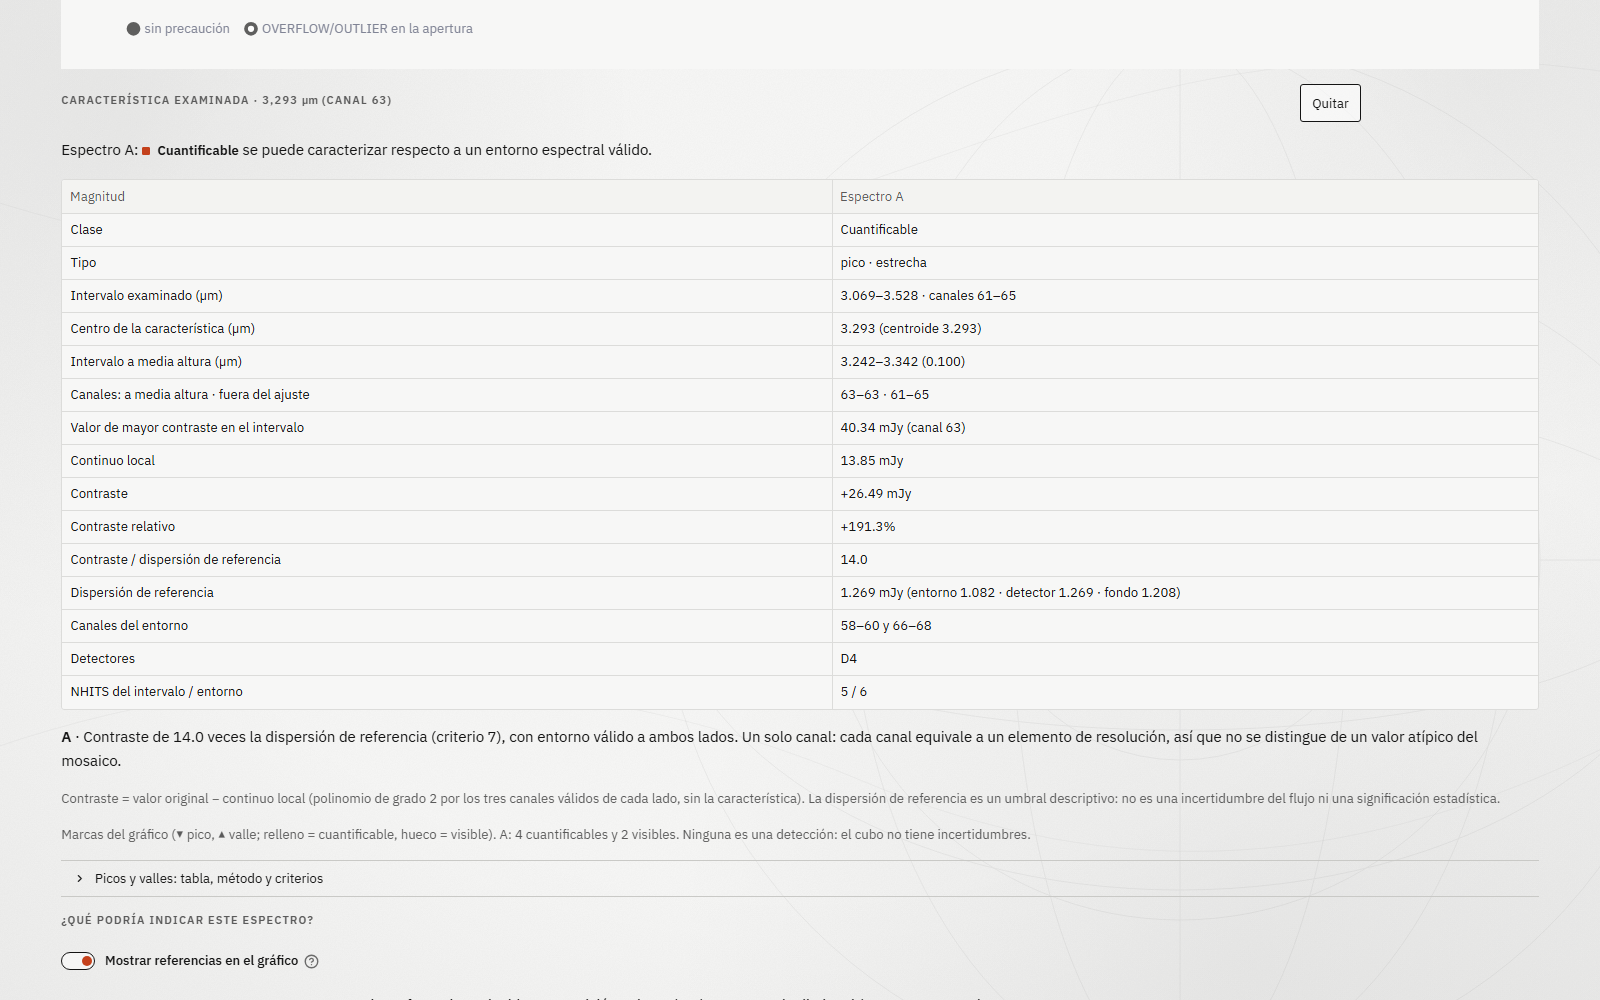 sin precaución OVERFLOW/OUTLIER en la apertura
CARACTERÍSTICA EXAMINADA · 3,293 µm (CANAL 63)
Quitar
Espectro A: Cuantificable se puede caracterizar respecto a un entorno espectral válido.
Magnitud Espectro A
Clase Cuantificable
Tipo pico · estrecha
Intervalo examinado (µm) 3.069–3.528 · canales 61–65
Centro de la característica (µm) 3.293 (centroide 3.293)
Intervalo a media altura (µm) 3.242–3.342 (0.100)
Canales: a media altura · fuera del ajuste 63–63 · 61–65
Valor de mayor contraste en el intervalo 40.34 mJy (canal 63)
Continuo local 13.85 mJy
Contraste +26.49 mJy
Contraste relativo +191.3%
Contraste / dispersión de referencia 14.0
Dispersión de referencia 1.269 mJy (entorno 1.082 · detector 1.269 · fondo 1.208)
Canales del entorno 58–60 y 66–68
Detectores D4
NHITS del intervalo / entorno 5 / 6
A · Contraste de 14.0 veces la dispersión de referencia (criterio 7), con entorno válido a ambos lados. Un solo canal: cada canal equivale a un elemento de resolución, así que no se distingue de un valor atípico del
mosaico.
Contraste = valor original − continuo local (polinomio de grado 2 por los tres canales válidos de cada lado, sin la característica). La dispersión de referencia es un umbral descriptivo: no es una incertidumbre del flujo ni una significación estadística.
Marcas del gráfico (▾ pico, ▴ valle; relleno = cuantificable, hueco = visible). A: 4 cuantificables y 2 visibles. Ninguna es una detección: el cubo no tiene incertidumbres.
Picos y valles: tabla, método y criterios
¿QUÉ PODRÍA INDICAR ESTE ESPECTRO?
Mostrar referencias en el gráfico ?